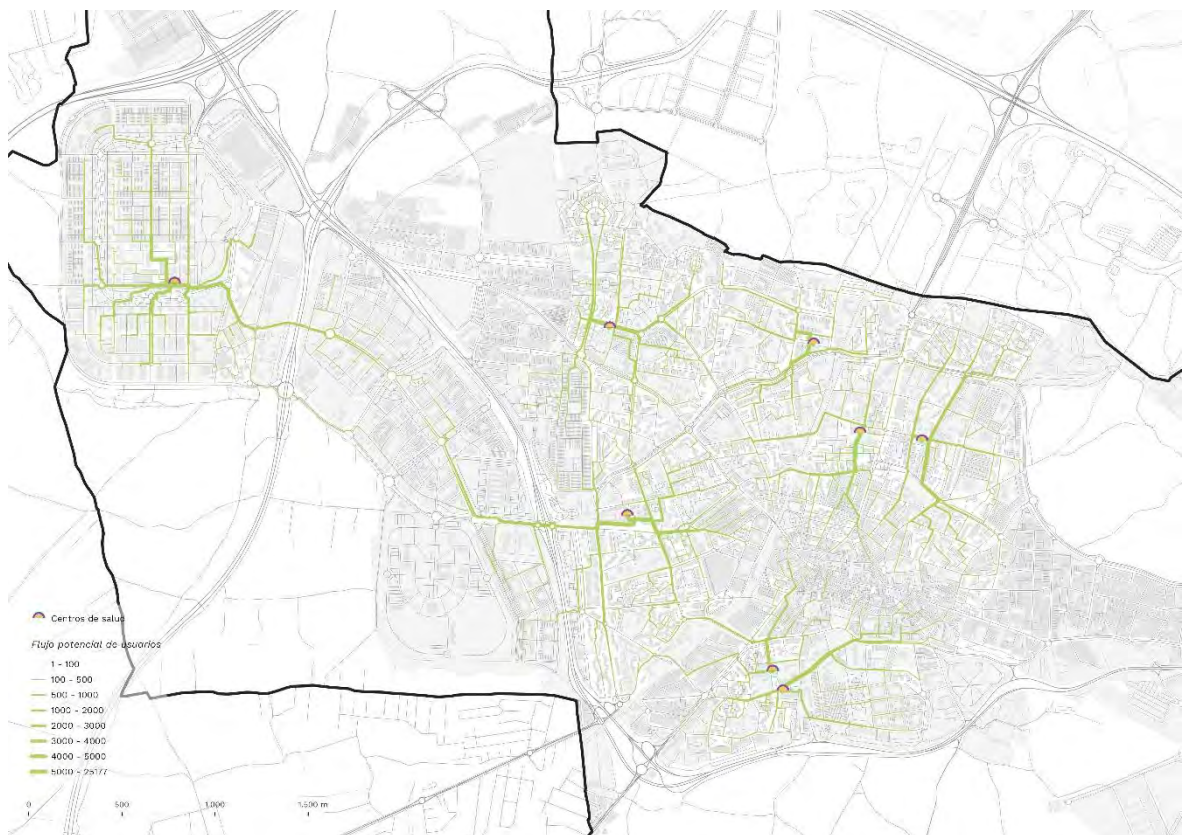 Centros de salud
Flujo potencial de usuarios
1 - 100
100 - 500
500 - 1000
1000 - 2000
2000 - 3000
3000 - 4000
4000 - 5000
5000 - 25177
0 500 1.000 1.500 m